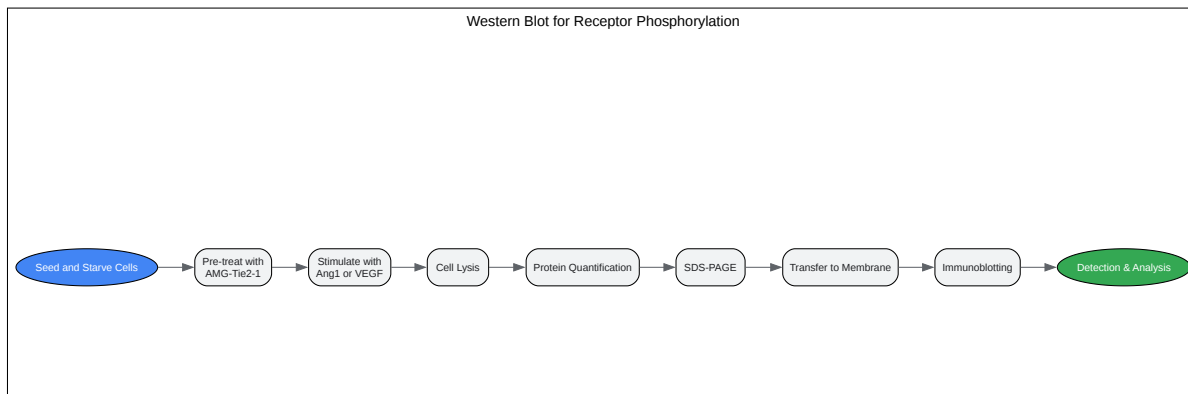 Western Blot for Receptor Phosphorylation
Seed and Starve Cells
Pre-treat with
AMG-Tie2-1
Stimulate with
Ang1 or VEGF
Cell Lysis
Protein Quantification
SDS-PAGE
Transfer to Membrane
Immunoblotting
Detection & Analysis